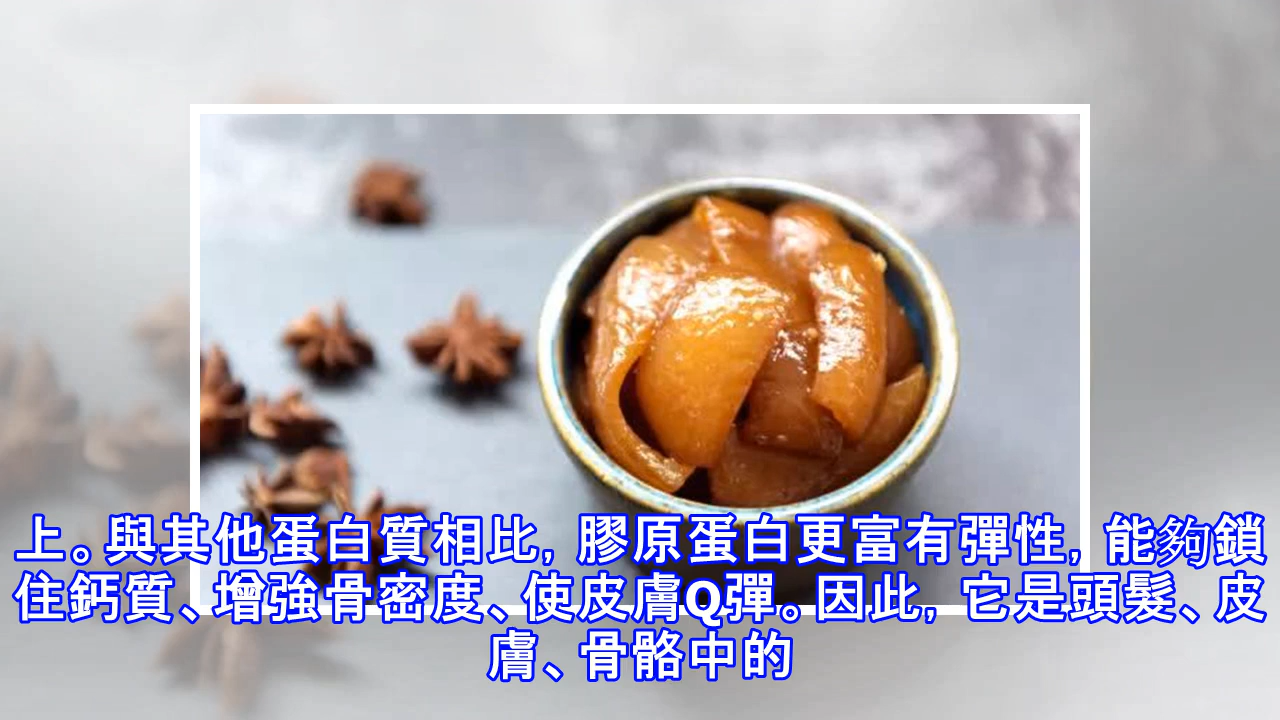 上。與其他蛋白質相比,膠原蛋白更富有彈性,能夠鎖
住鈣質、增強骨密度、使皮膚Q彈。因此,它是頭髮、皮
膚、骨骼中的